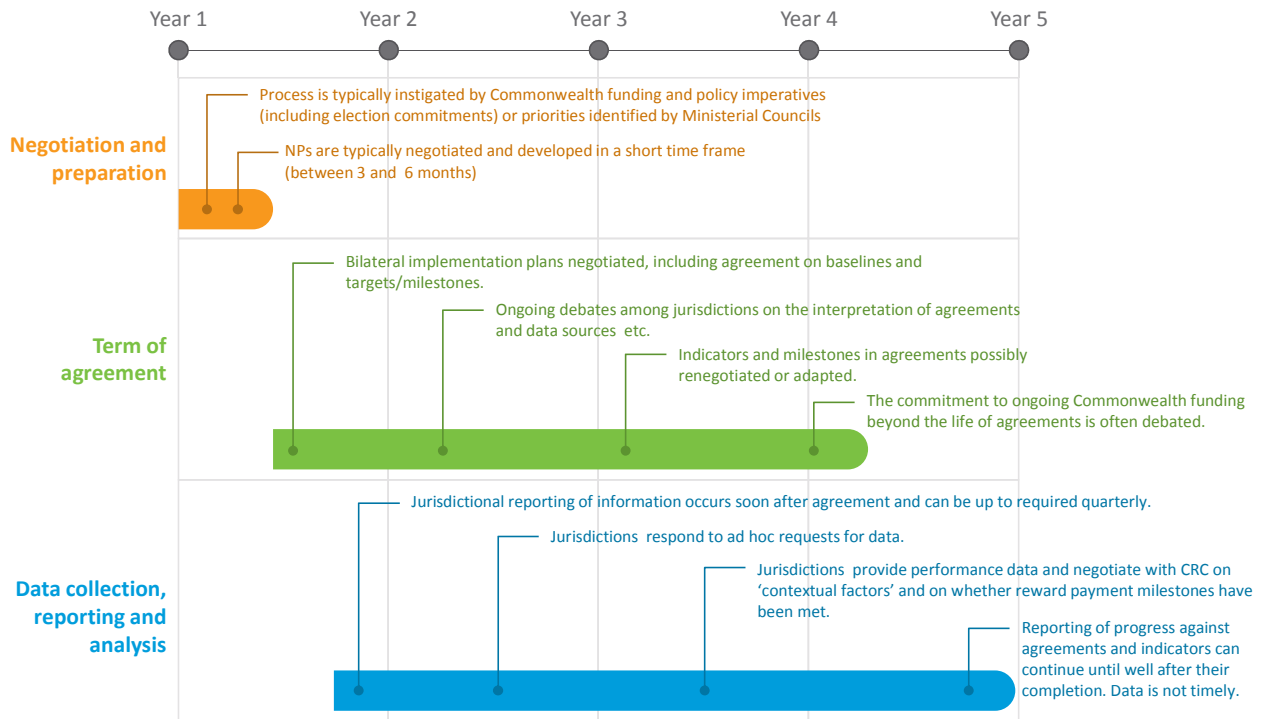 Year 1
Year 2
Year 3
Year 4
Year 5
Negotiation and
preparation
Process is typically instigated by Commonwealth funding and policy imperatives
(including election commitments) or priorities identified by Ministerial Councils
NPs are typically negotiated and developed in a short time frame
(between 3 and 6 months)
Term of
agreement
Bilateral implementation plans negotiated, including agreement on baselines and
targets/milestones.
Ongoing debates among jurisdictions on the interpretation of agreements
and data sources etc.
Indicators and milestones in agreements possibly
renegotiated or adapted.
The commitment to ongoing Commonwealth funding
beyond the life of agreements is often debated.
Data collection,
reporting and
analysis
Jurisdictional reporting of information occurs soon after agreement and can be up to required quarterly.
Jurisdictions respond to ad hoc requests for data.
Jurisdictions provide performance data and negotiate with CRC on
‘contextual factors’ and on whether reward payment milestones have
been met.
Reporting of progress against
agreements and indicators can
continue until well after their
completion. Data is not timely.